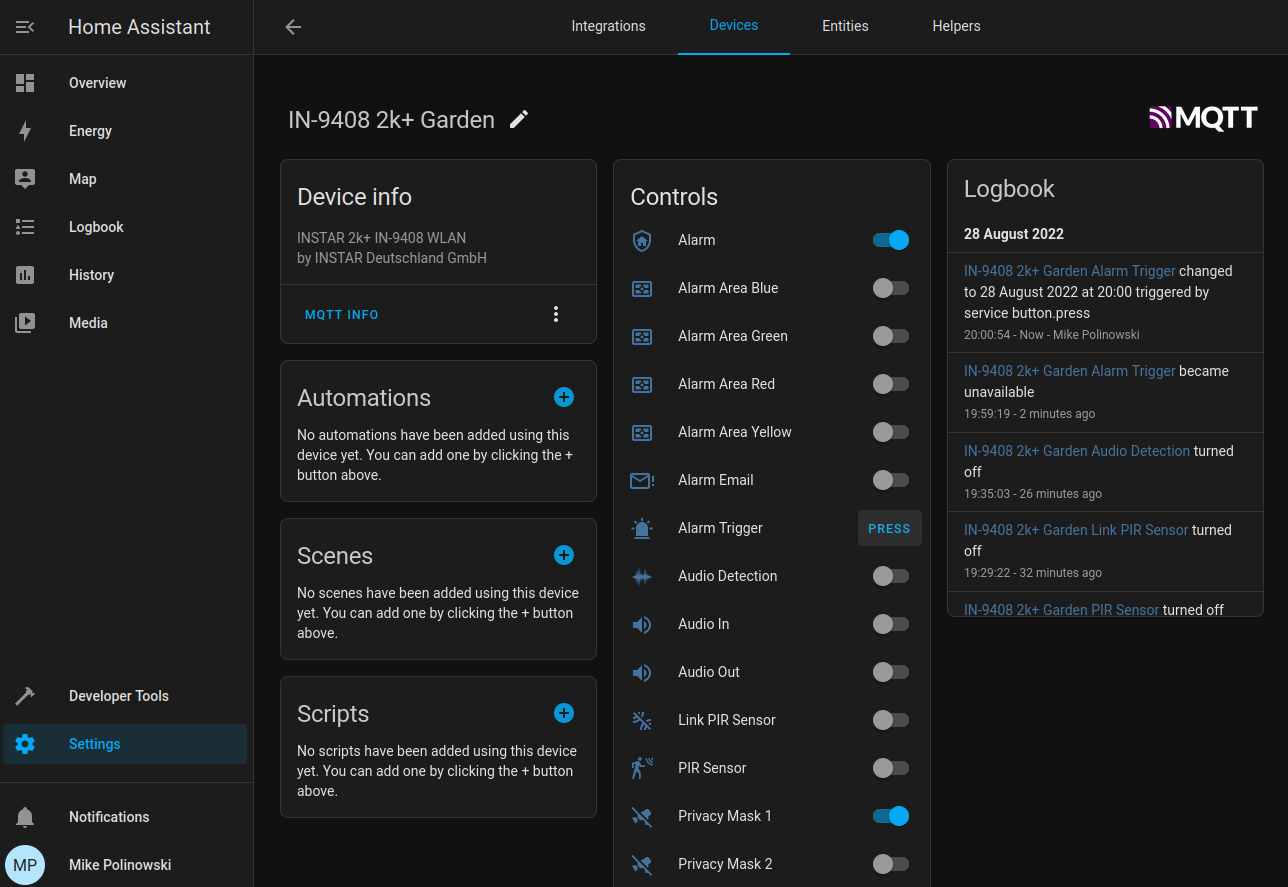 Home Assistant
Overview
Energy
Map
Logbook
History
Media
Developer Tools
Settings
Notifications
MP
Mike Polinowski
Integrations
Devices
Entities
Helpers
IN-9408 2k+ Garden
MQTT
Device info
INSTAR 2k+ IN-9408 WLAN
by INSTAR Deutschland GmbH
MQTT INFO
Automations
No automations have been added using this
device yet. You can add one by clicking the +
button above.
Scenes
No scenes have been added using this device
yet. You can add one by clicking the + button
above.
Scripts
No scripts have been added using this device
yet. You can add one by clicking the + button
above.
Controls
Alarm
Alarm Area Blue
Alarm Area Green
Alarm Area Red
Alarm Area Yellow
Alarm Email
Alarm Trigger
PRESS
Audio Detection
Audio In
Audio Out
Link PIR Sensor
PIR Sensor
Privacy Mask 1
Privacy Mask 2
Logbook
28 August 2022
IN-9408 2k+ Garden Alarm Trigger changed
to 28 August 2022 at 20:00 triggered by
service button.press
20:00:54 - Now - Mike Polinowski
IN-9408 2k+ Garden Alarm Trigger became
unavailable
19:59:19 - 2 minutes ago
IN-9408 2k+ Garden Audio Detection turned
off
19:35:03 - 26 minutes ago
IN-9408 2k+ Garden Link PIR Sensor turned
off
19:29:22 - 32 minutes ago
IN-9408 2k+ Garden PIR Sensor turned off